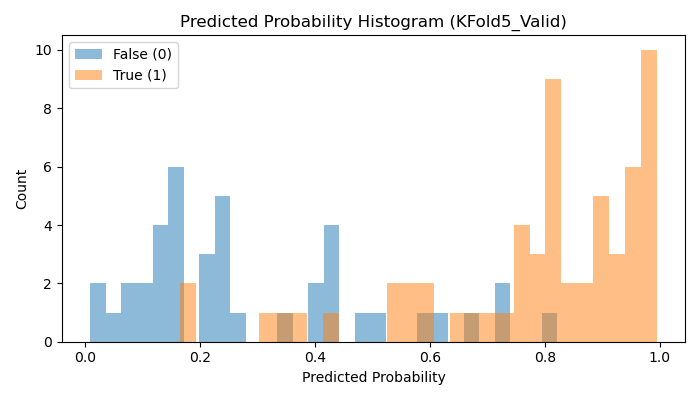 Predicted Probability Histogram (KFold5_Valid)
False (0)
True (1)
Count
10
8
6
4
2
0
0.0 0.2 0.4 0.6 0.8 1.0
Predicted Probability